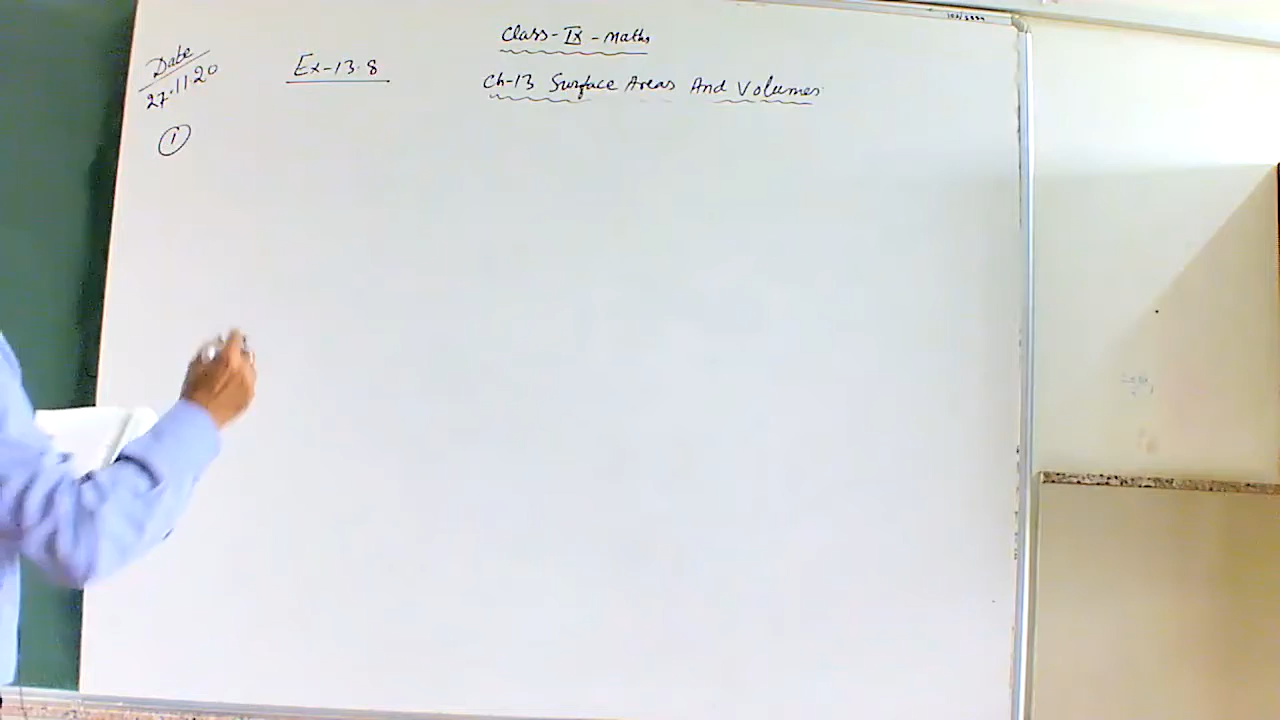 Class-IX-Maths
Date
27.11.20
Ex-13.8
Ch-13 Surface Areas And Volumes
1